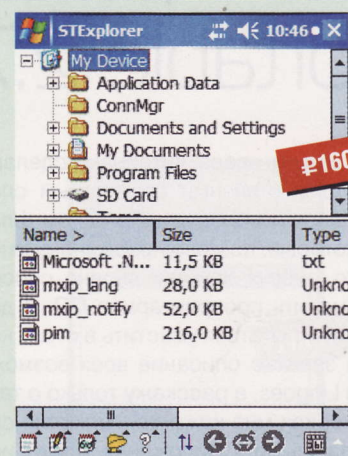 STExplorer 10:46
My Device
Application Data
ConnMgr
Documents and Settings
My Documents
Program Files
SD Card
Temp
₽160
Name > Size Type
Microsoft .N... 11,5 KB txt
mxip_lang 28,0 KB Unkno
mxip_notify 52,0 KB Unkno
pim 216,0 KB Unkno